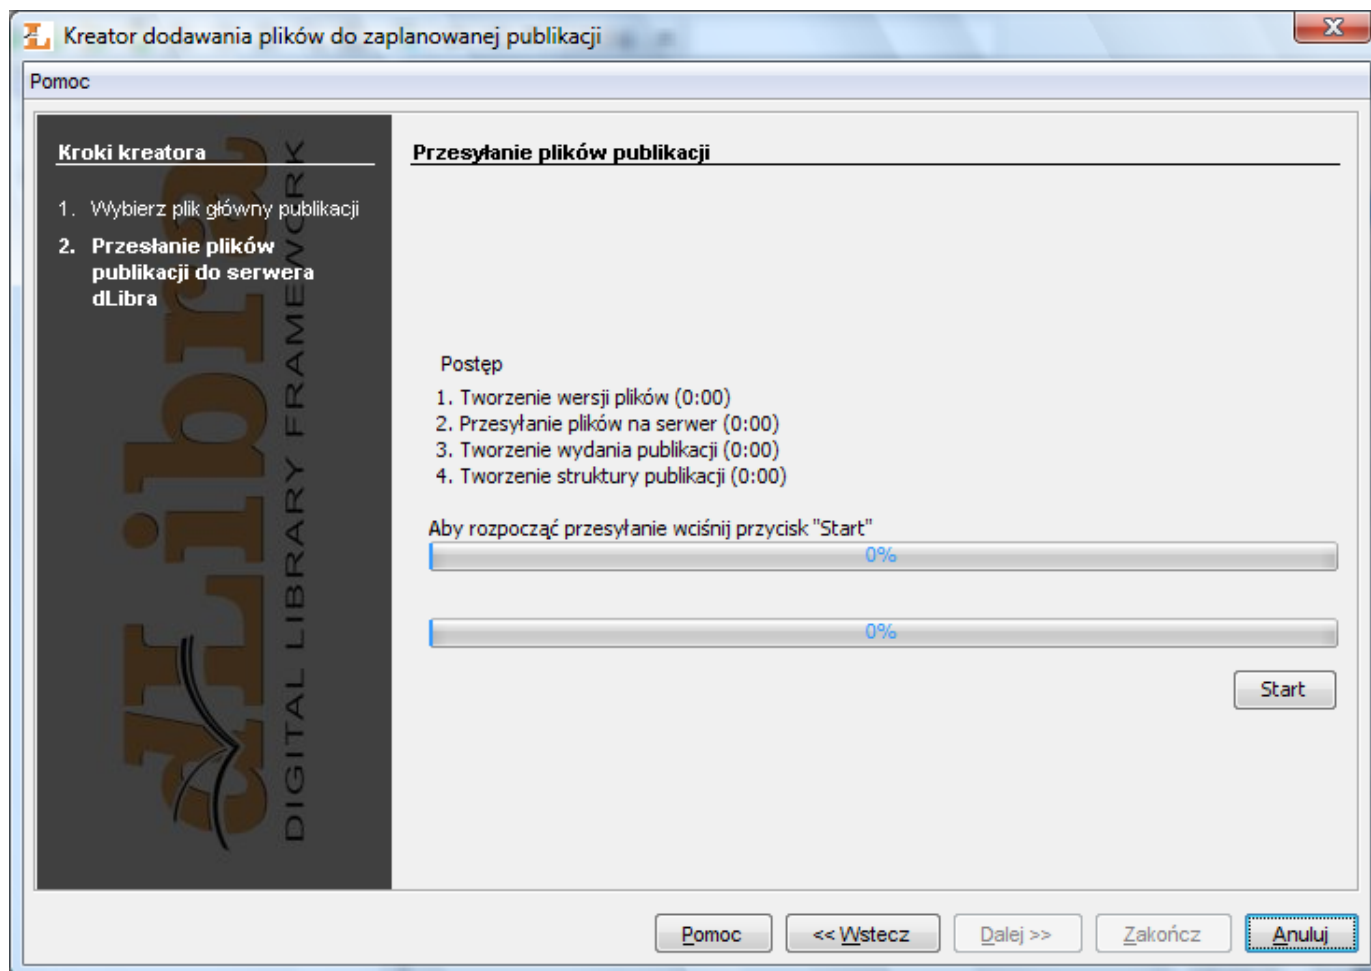 Kreator dodawania plików do zaplanowanej publikacji
X
Pomoc
Kroki kreatora
1. Wybierz plik główny publikacji
2. Przesłanie plików
publikacji do serwera
dLibra
dLibra
DIGITAL LIBRARY FRAMEWORK
Przesyłanie plików publikacji
Postęp
1. Tworzenie wersji plików (0:00)
2. Przesyłanie plików na serwer (0:00)
3. Tworzenie wydania publikacji (0:00)
4. Tworzenie struktury publikacji (0:00)
Aby rozpocząć przesyłanie wciśnij przycisk "Start"
0%
0%
Start
Pomoc
<< Wstecz
Dalej >>
Zakończ
Anuluj